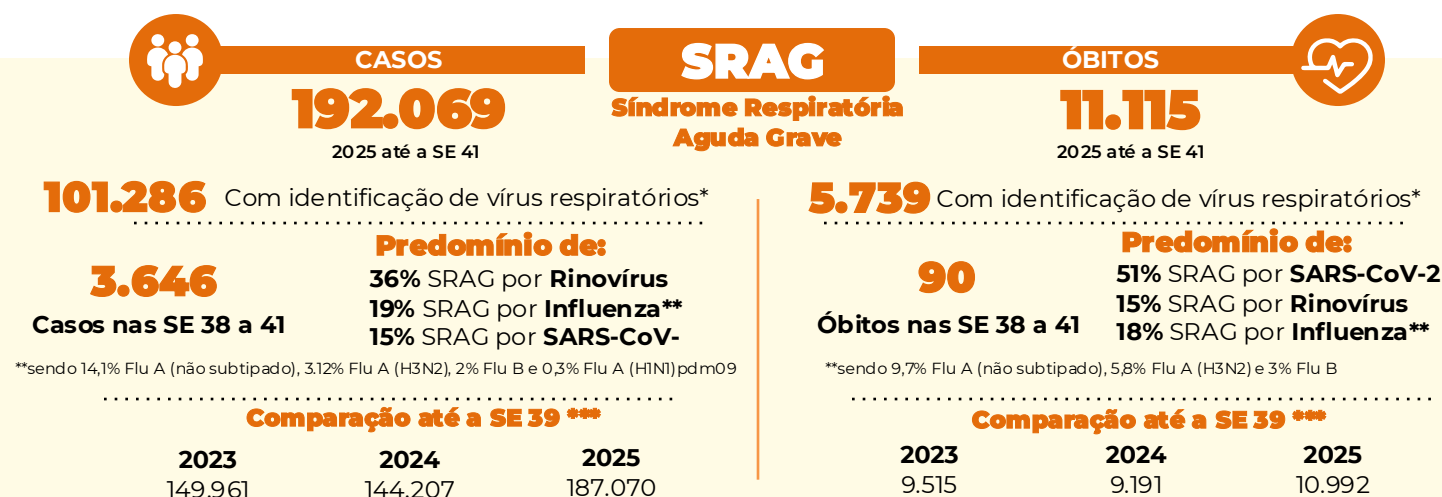 CASOS
192.069
2025 até a SE 41
SRAG
Síndrome Respiratória
Aguda Grave
ÓBITOS
11.115
2025 até a SE 41
101.286 Com identificação de vírus respiratórios*
Predomínio de:
3.646
Casos nas SE 38 a 41
36% SRAG por Rinovírus
19% SRAG por Influenza**
15% SRAG por SARS-CoV-
**sendo 14,1% Flu A (não subtipado), 3.12% Flu A (H3N2), 2% Flu B e 0,3% Flu A (H1N1)pdm09
Comparação até a SE 39 ***
2023 2024 2025
149.961 144.207 187.070
5.739 Com identificação de vírus respiratórios*
Predomínio de:
90
Óbitos nas SE 38 a 41
51% SRAG por SARS-CoV-2
15% SRAG por Rinovírus
18% SRAG por Influenza**
**sendo 9,7% Flu A (não subtipado), 5,8% Flu A (H3N2) e 3% Flu B
Comparação até a SE 39 ***
2023 2024 2025
9.515 9.191 10.992